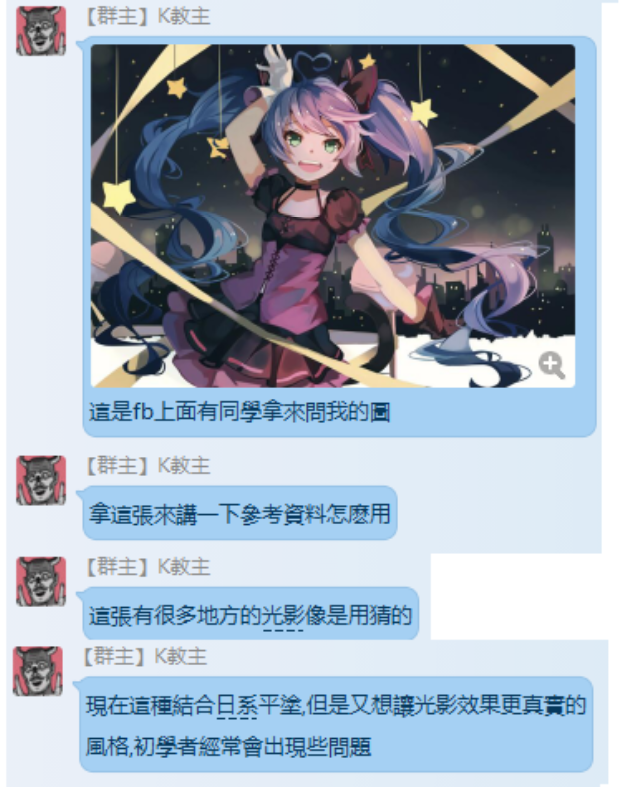 【群主】K教主
這是fb上面有同學拿來問我的圖
【群主】K教主
拿這張來講一下參考資料怎麽用
【群主】K教主
這張有很多地方的光影像是用猜的
【群主】K教主
現在這種結合日系平塗,但是又想讓光影效果更真實的
風格,初學者經常會出現些問題